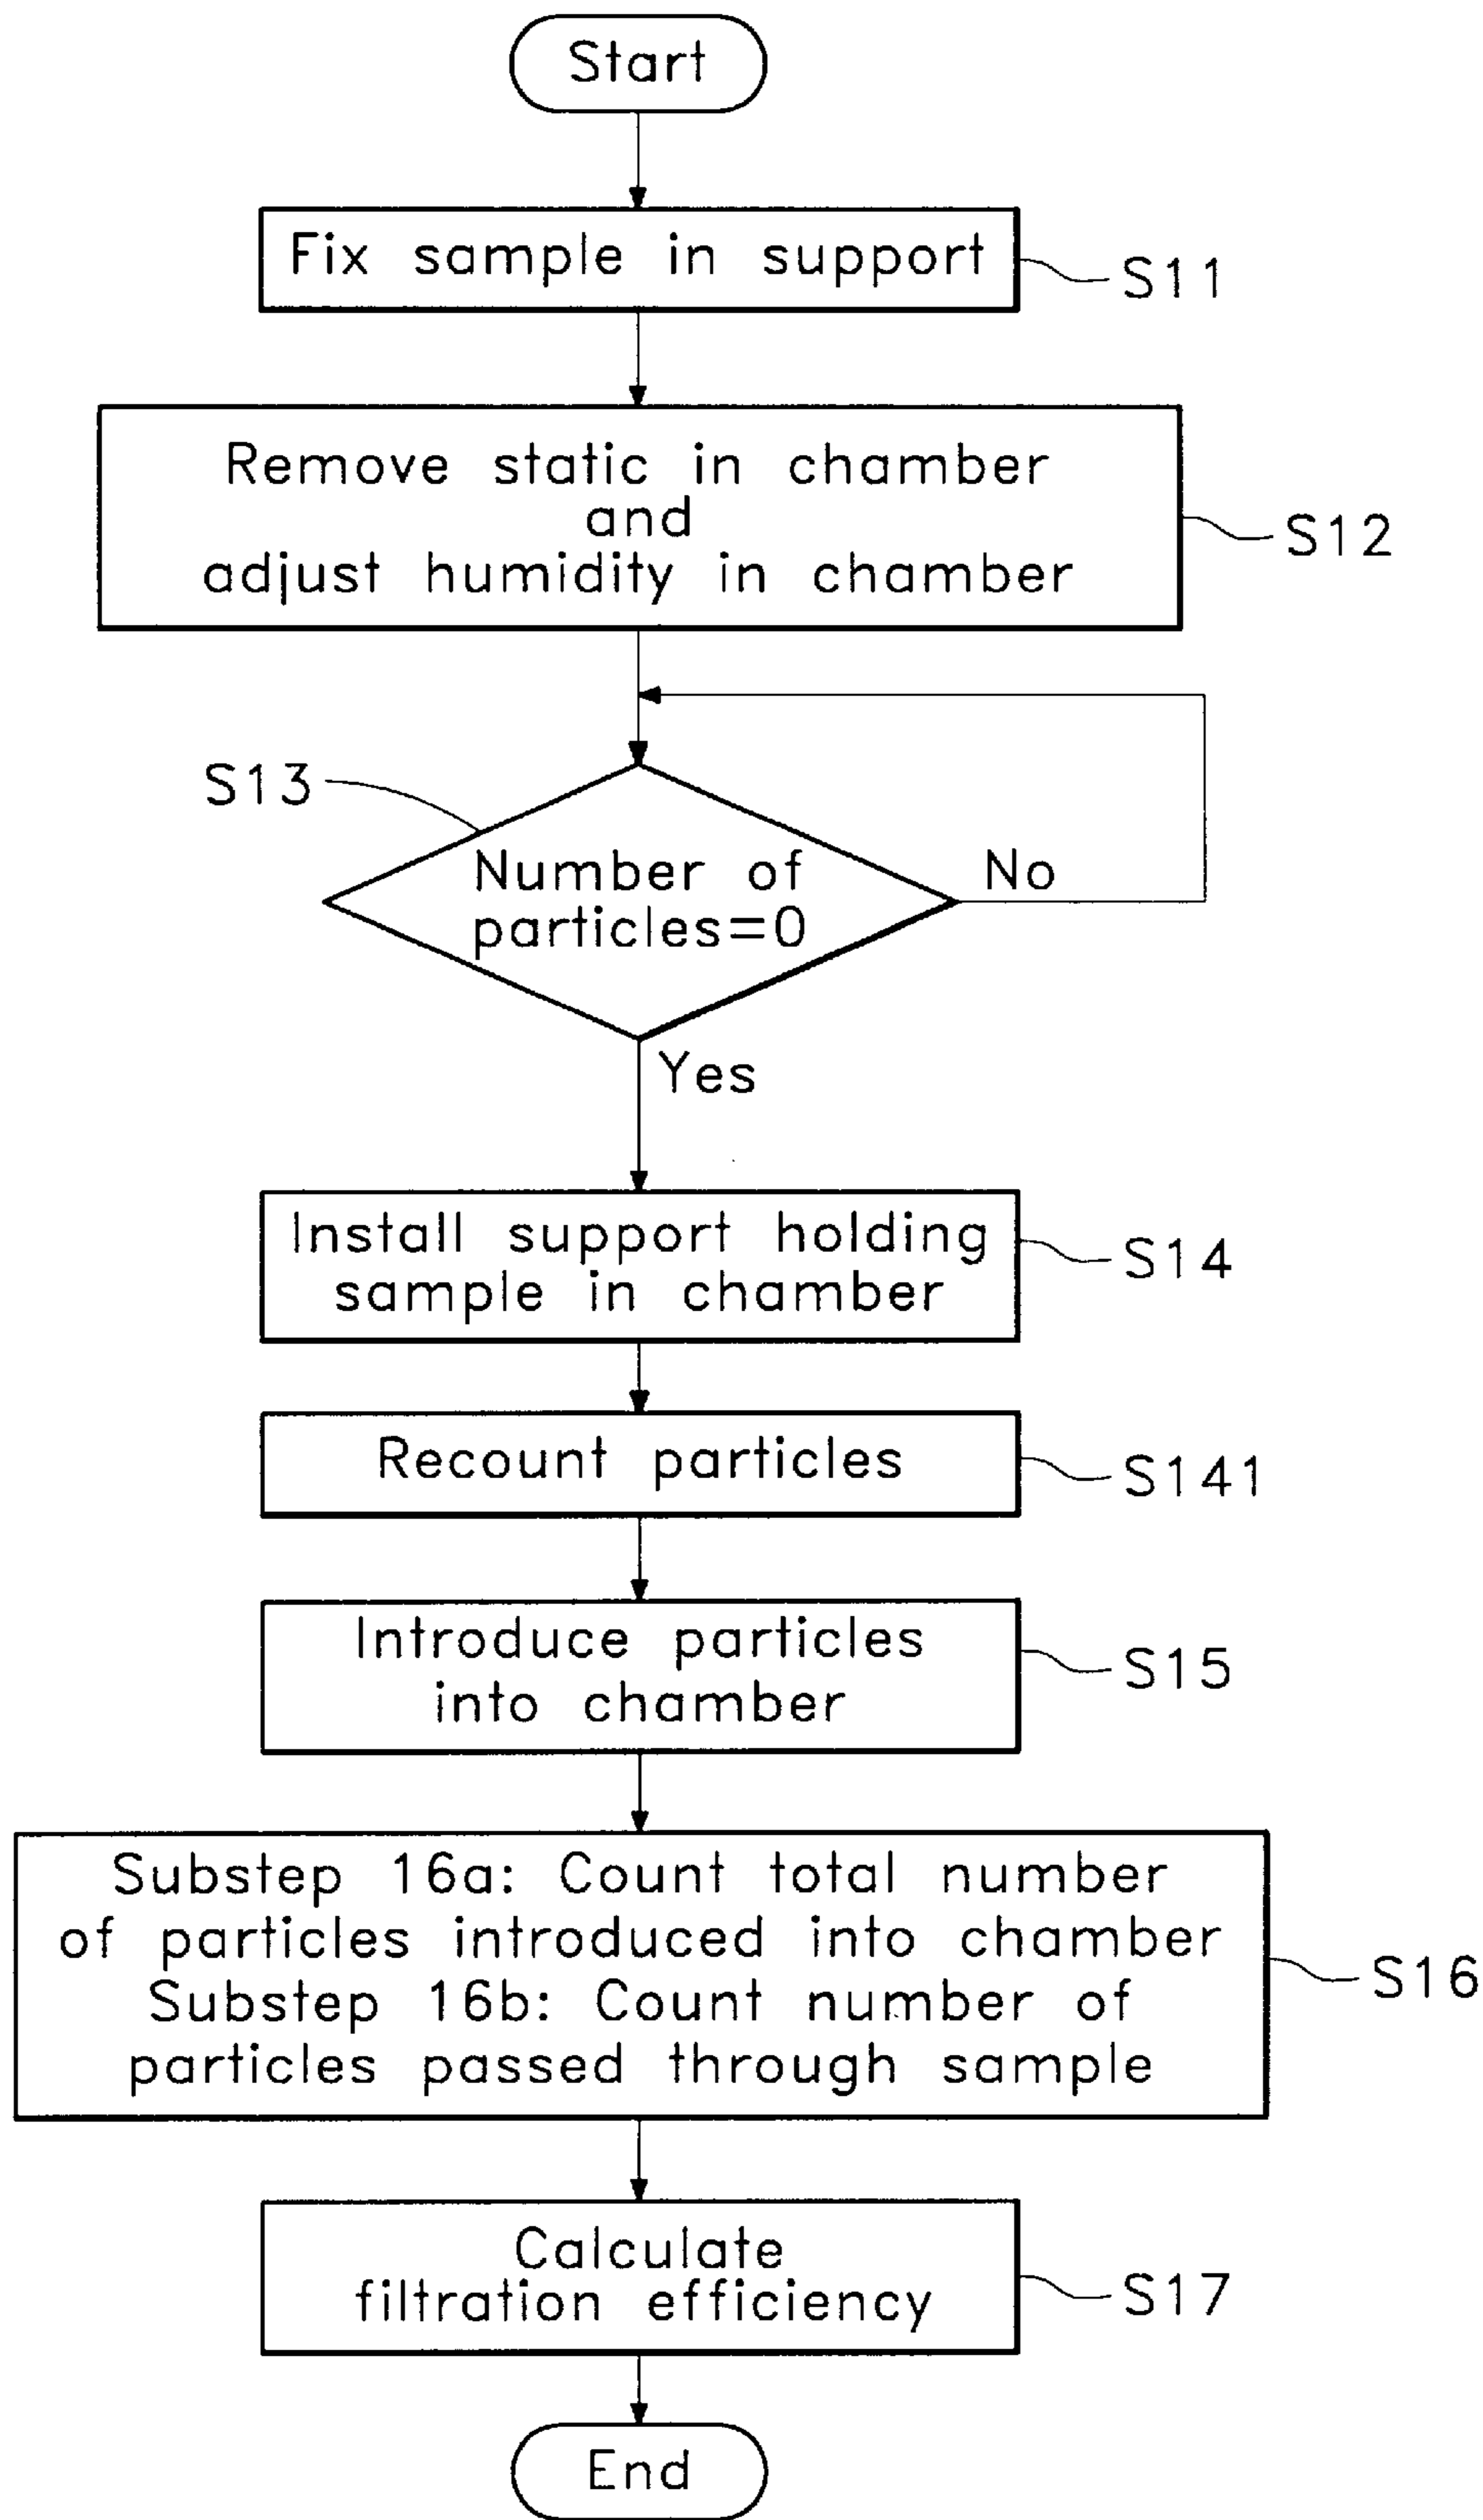 Start
Fix sample in support
S11
Remove static in chamber
and
adjust humidity in chamber
S12
S13
Number of
particles=0
No
Yes
Install support holding
sample in chamber
S14
Recount particles
S141
Introduce particles
into chamber
S15
Substep 16a: Count total number
of particles introduced into chamber
Substep 16b: Count number of
particles passed through sample
S16
Calculate
filtration efficiency
S17
End